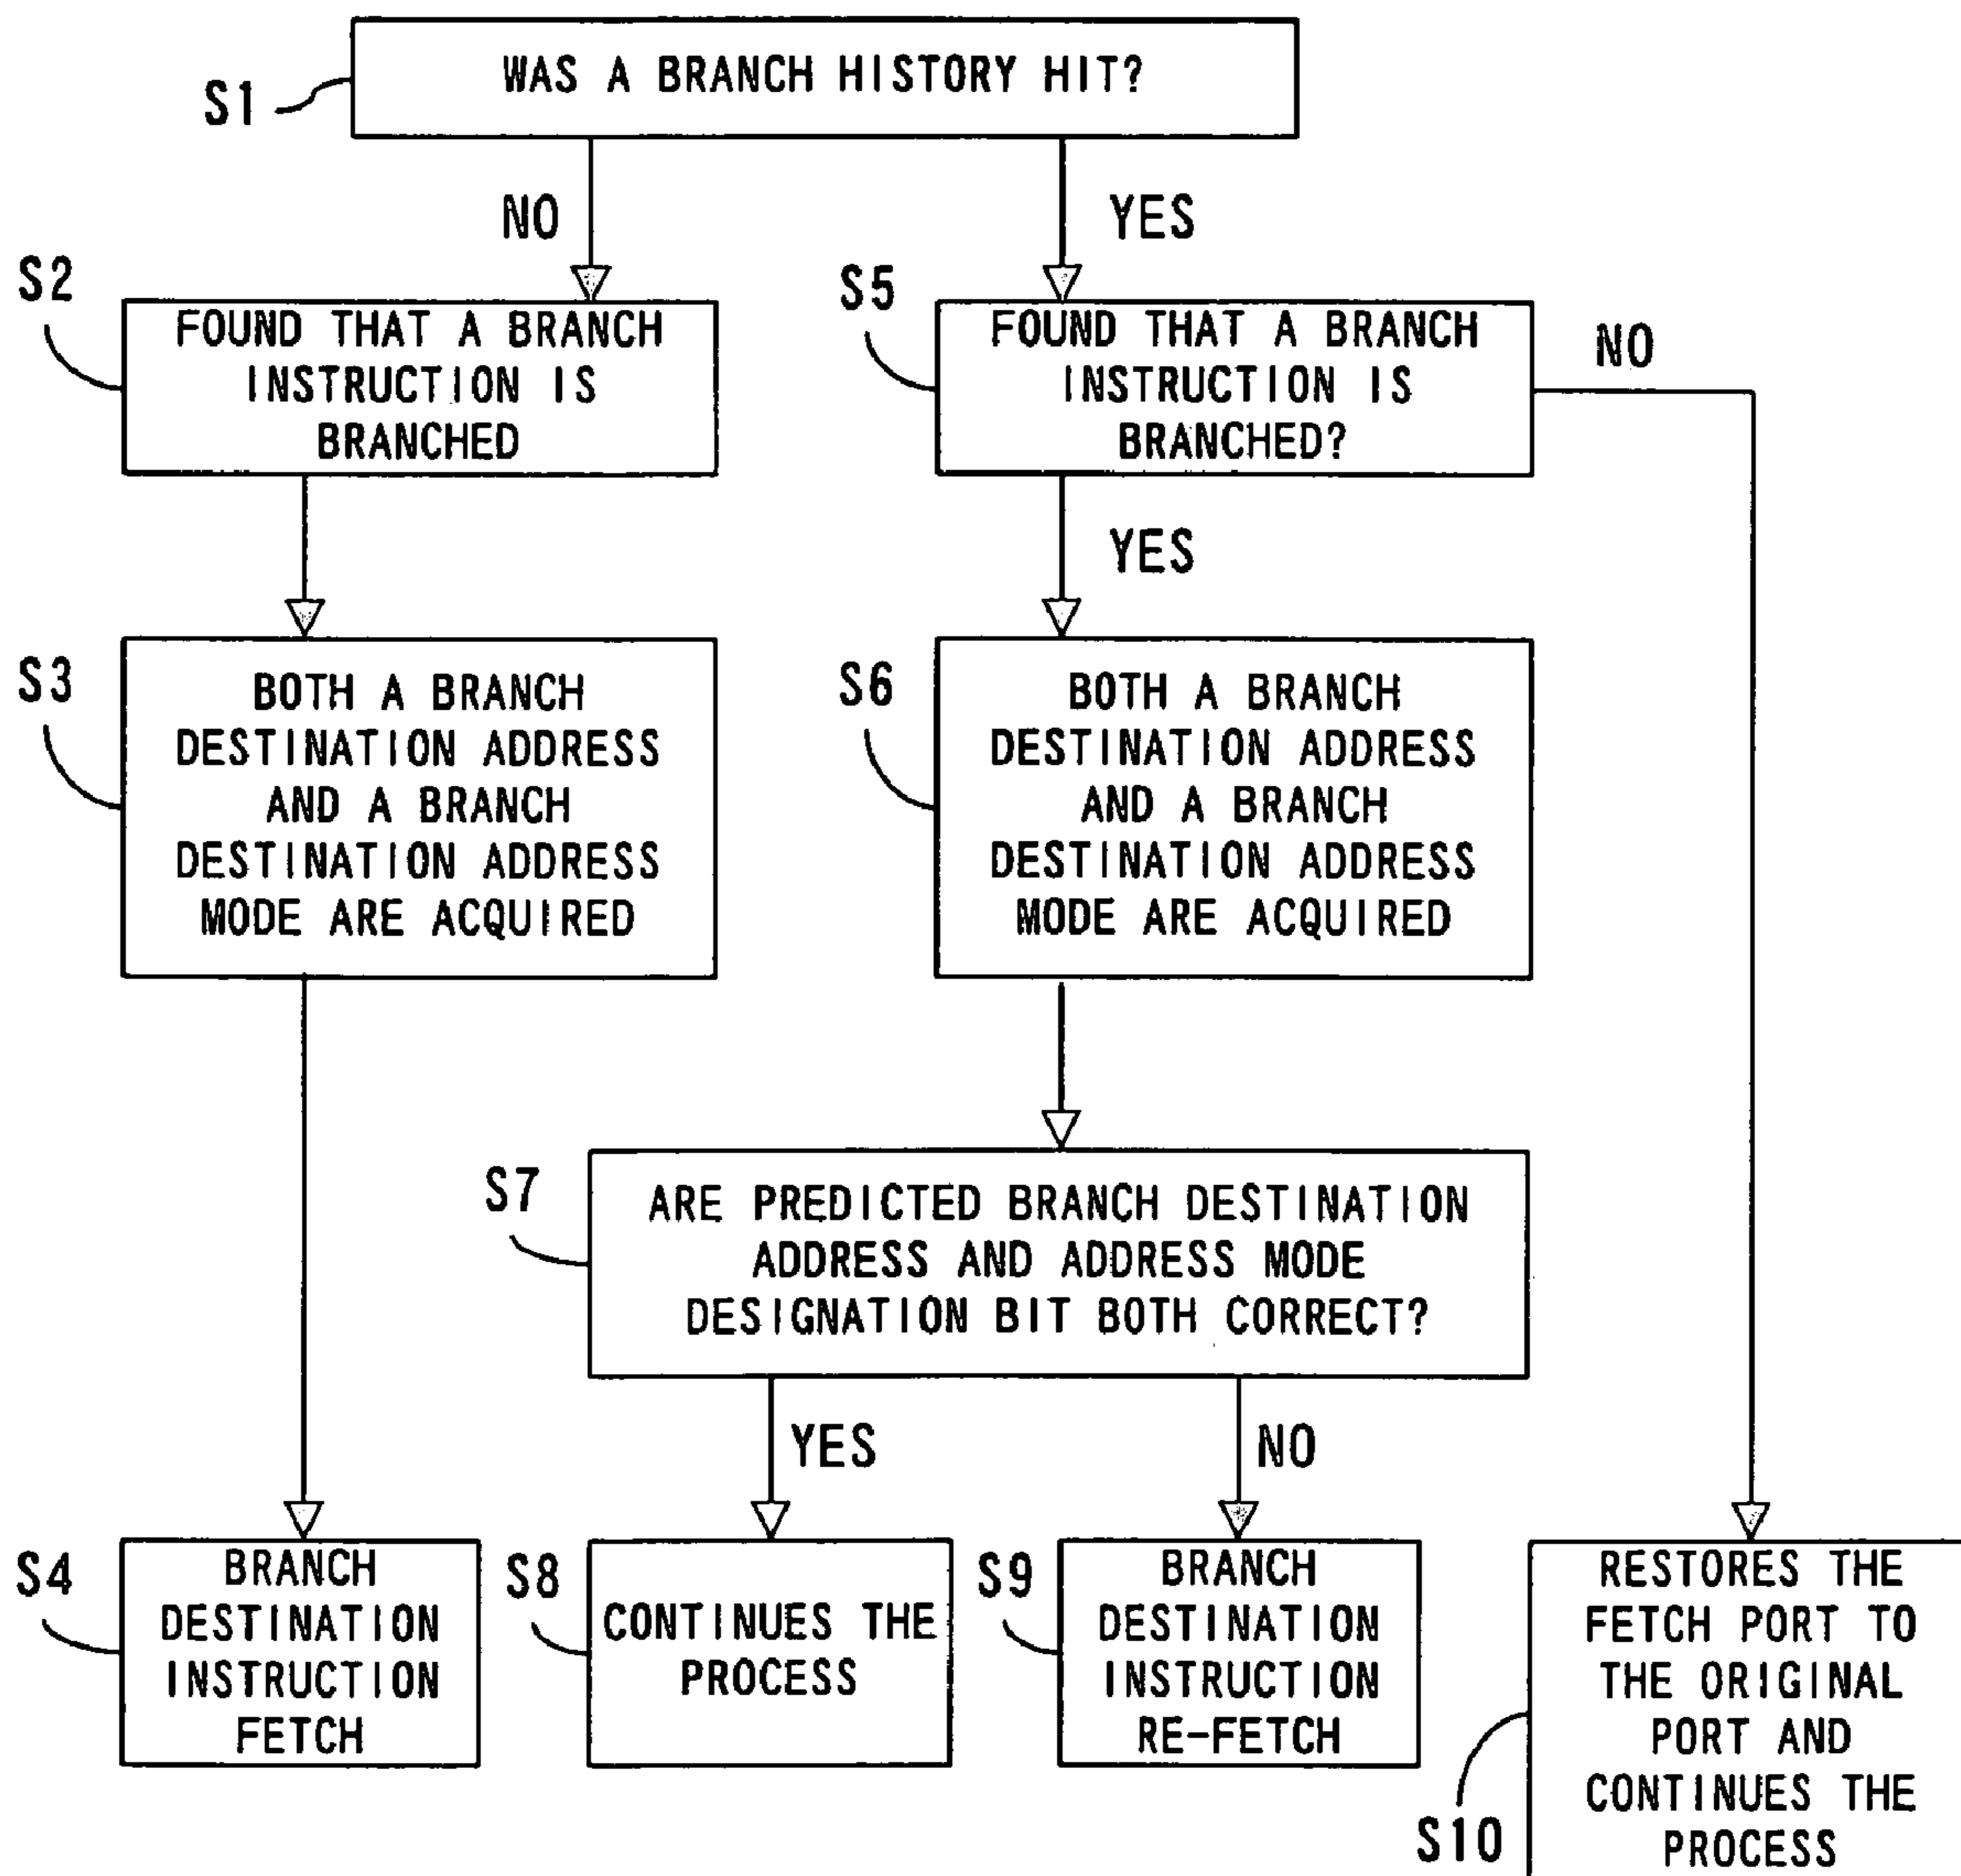 WAS A BRANCH HISTORY HIT?
S1
NO
YES
S2
FOUND THAT A BRANCH
INSTRUCTION IS
BRANCHED
S5
FOUND THAT A BRANCH
INSTRUCTION IS
BRANCHED?
NO
YES
S3
BOTH A BRANCH
DESTINATION ADDRESS
AND A BRANCH
DESTINATION ADDRESS
MODE ARE ACQUIRED
S6
BOTH A BRANCH
DESTINATION ADDRESS
AND A BRANCH
DESTINATION ADDRESS
MODE ARE ACQUIRED
S7
ARE PREDICTED BRANCH DESTINATION
ADDRESS AND ADDRESS MODE
DESIGNATION BIT BOTH CORRECT?
YES
NO
S4
BRANCH
DESTINATION
INSTRUCTION
FETCH
S8
CONTINUES THE
PROCESS
S9
BRANCH
DESTINATION
INSTRUCTION
RE-FETCH
S10
RESTORES THE
FETCH PORT TO
THE ORIGINAL
PORT AND
CONTINUES THE
PROCESS